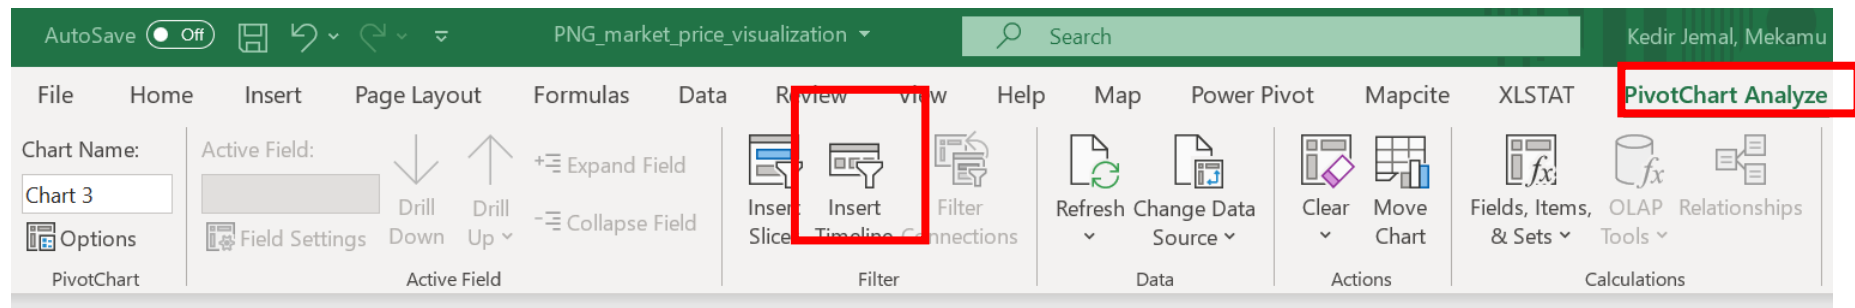 AutoSave Off PNG_market_price_visualization Search Kedir Jemal, Mekamu
File Home Insert Page Layout Formulas Data Review View Help Map Power Pivot Mapcite XLSTAT PivotChart Analyze
Chart Name:
Chart 3
Options
PivotChart
Active Field:
Field Settings
Drill
Down
Drill
Up
Expand Field
Collapse Field
Active Field
Insert
Slicer
Insert
Timeline
Filter
Connections
Filter
Refresh
Change Data
Source
Data
Clear
Move
Chart
Actions
Fields, Items,
& Sets
OLAP
Tools
Relationships
Calculations